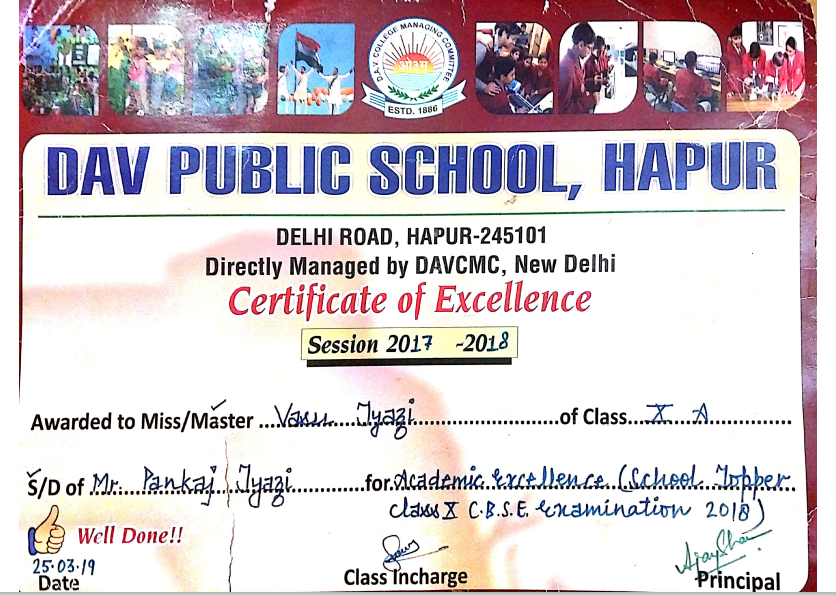 D.A.V. COLLEGE MANAGING COMMITTEE
ओ३म्
ESTD. 1886
DAV PUBLIC SCHOOL, HAPUR
DELHI ROAD, HAPUR-245101
Directly Managed by DAVCMC, New Delhi
Certificate of Excellence
Session 2017 -2018
Awarded to Miss/Master Vasu Tyagi of Class X A
S/D of Mr. Pankaj Tyagi for Academic excellence (School Topper
class X C.B.S.E. examination 2018)
Well Done!!
25.03.19
Date
Class Incharge
Principal